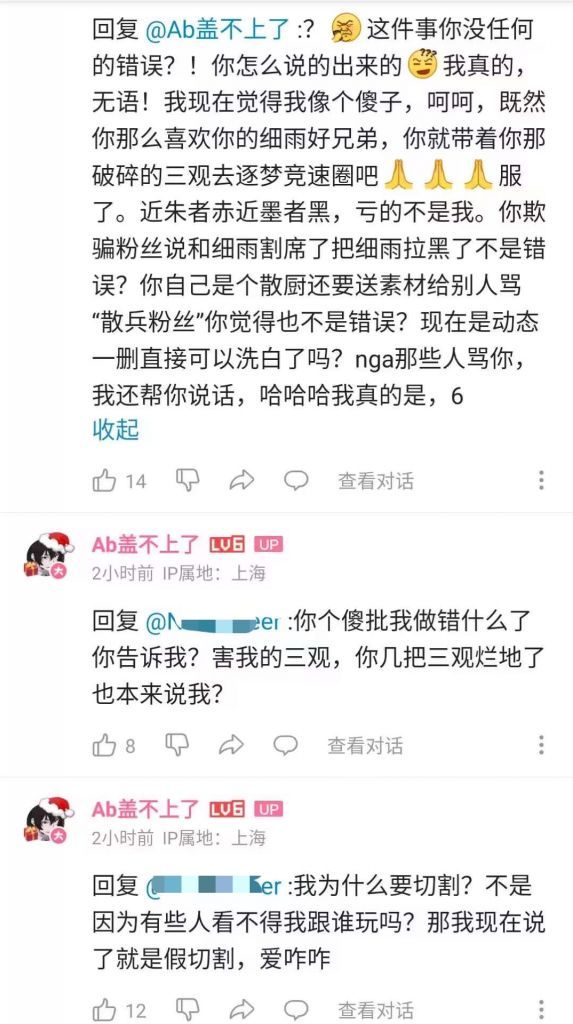 回复 @Ab盖不上了 :? 这件事你没任何
的错误?！你怎么说的出来的 我真的，
无语！我现在觉得我像个傻子，呵呵，既然
你那么喜欢你的细雨好兄弟，你就带着你那
破碎的三观去逐梦竞速圈吧🙏🙏🙏服
了。近朱者赤近墨者黑，亏的不是我。你欺
骗粉丝说和细雨割席了把细雨拉黑了不是错
误？你自己是个散厨还要送素材给别人骂
“散兵粉丝”你觉得也不是错误？现在是动态
一删直接可以洗白了吗？nga那些人骂你，
我还帮你说话，哈哈哈我真的是，6
收起
14 查看对话
Ab盖不上了 LV6 UP
2小时前 IP属地：上海
回复 @N eer :你个傻批我做错什么了
你告诉我？害我的三观，你几把三观烂地了
也本来说我？
8 查看对话
Ab盖不上了 LV6 UP
2小时前 IP属地：上海
回复 @ er :我为什么要切割？不是
因为有些人看不得我跟谁玩吗？那我现在说
了就是假切割，爱咋咋
12 查看对话